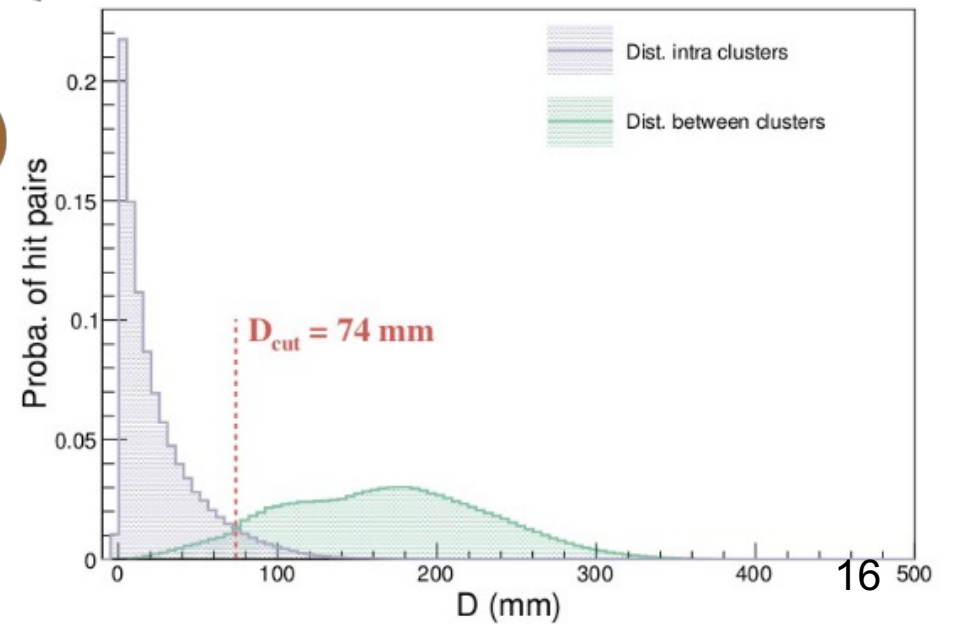 Dist. intra clusters
Dist. between clusters
Proba. of hit pairs
0.2
0.15
0.1
0.05
0
Dcut = 74 mm
0 100 200 300 400 500
16
D (mm)